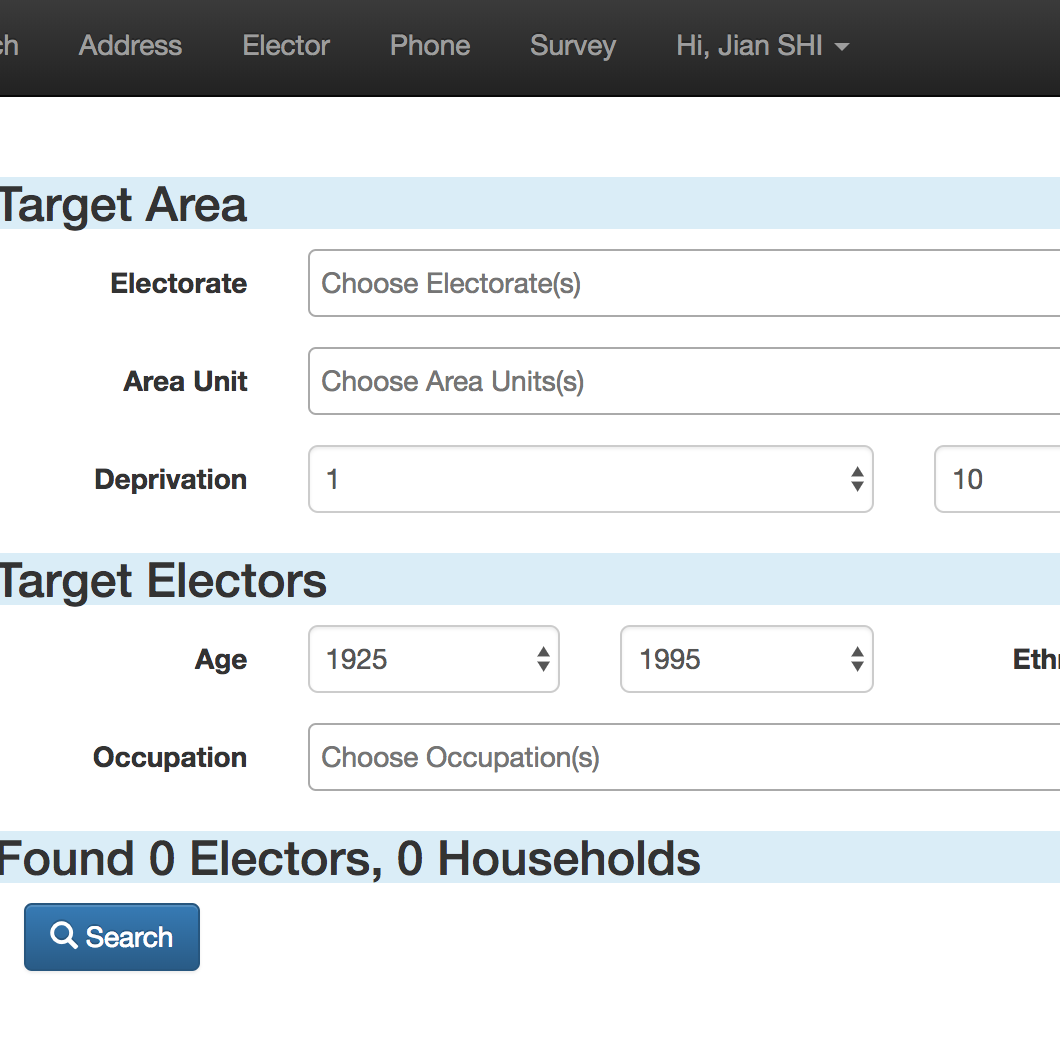 ch Address Elector Phone Survey Hi, Jian SHI
Target Area
Electorate Choose Electorate(s)
Area Unit Choose Area Units(s)
Deprivation 1 10
Target Electors
Age 1925 1995 Eth
Occupation Choose Occupation(s)
Found 0 Electors, 0 Households
Search